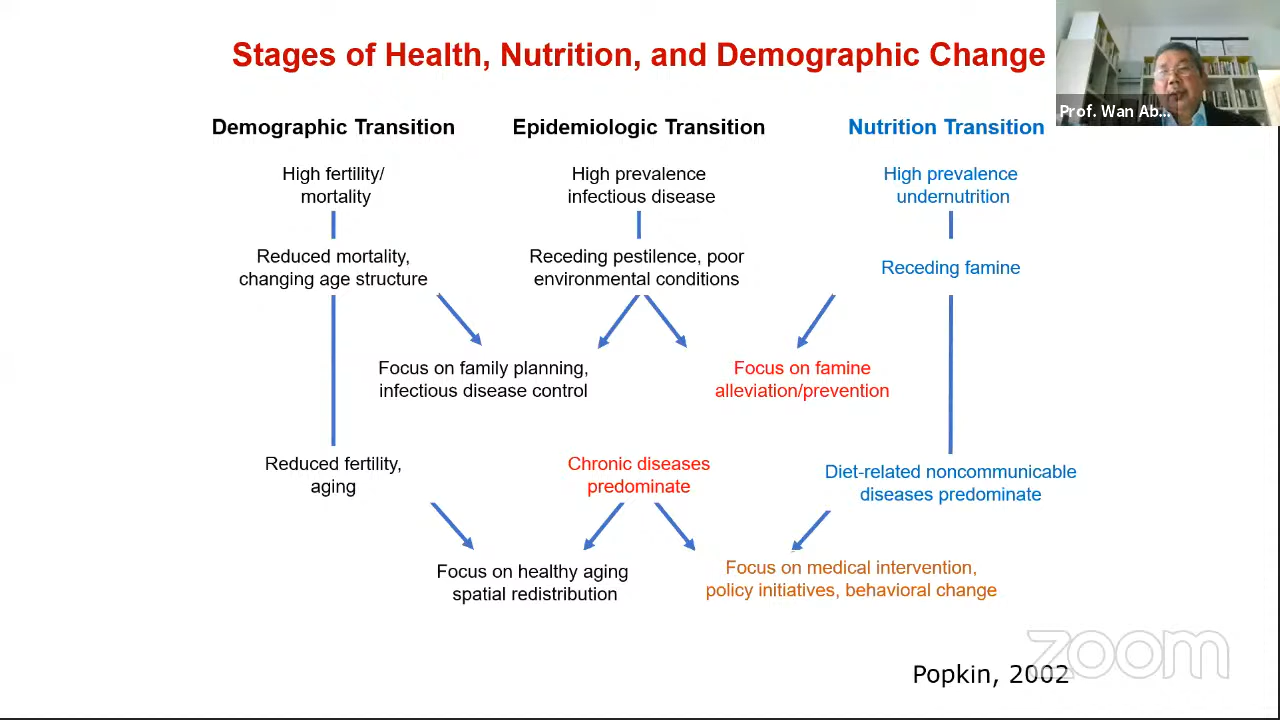 Stages of Health, Nutrition, and Demographic Change
Prof. Wan Ab...
Demographic Transition
Epidemiologic Transition
Nutrition Transition
High fertility/
mortality
High prevalence
infectious disease
High prevalence
undernutrition
Reduced mortality,
changing age structure
Receding pestilence, poor
environmental conditions
Receding famine
Focus on family planning,
infectious disease control
Focus on famine
alleviation/prevention
Reduced fertility,
aging
Chronic diseases
predominate
Diet-related noncommunicable
diseases predominate
Focus on healthy aging
spatial redistribution
Focus on medical intervention,
policy initiatives, behavioral change
zoom
Popkin, 2002